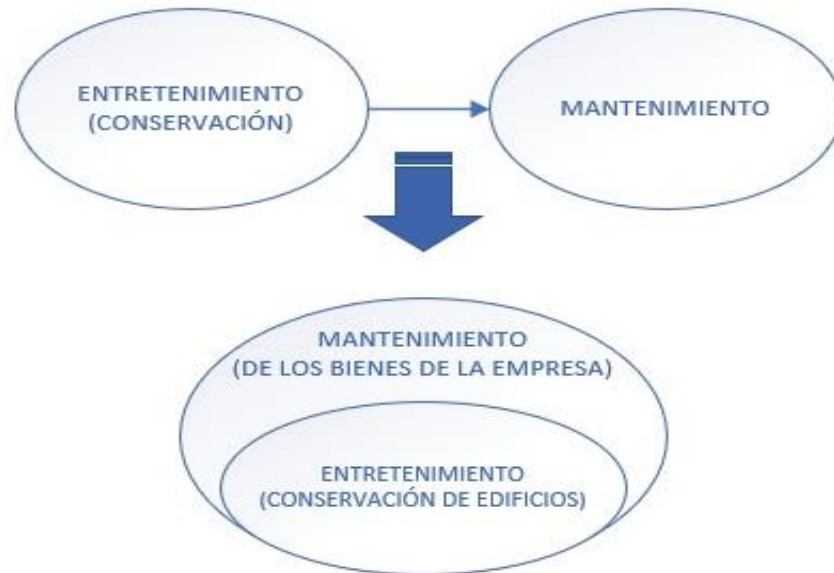 ENTRETENIMIENTO
(CONSERVACIÓN)
MANTENIMIENTO
MANTENIMIENTO
(DE LOS BIENES DE LA EMPRESA)
ENTRETENIMIENTO
(CONSERVACIÓN DE EDIFICIOS)